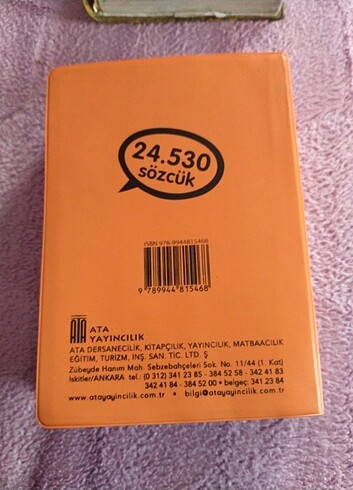 24.530
sözcük
ISBN 978-9944815468
9 789944 815468
ATA
ATA
YAYINCILIK
ATA DERSANECİLİK, KİTAPÇILIK, YAYINCILIK, MATBAACILIK
EĞİTİM, TURİZM, İNŞ. SAN. TİC. LTD. Ş
Zübeyde Hanım Mah. Sebzebahçeleri Sok. No. 11/44 (1. Kat)
İskitler/ANKARA tel.: (0 312) 341 23 85 - 384 52 58 - 342 41 83
342 41 84 - 384 52 00 • belgeç: 341 23 84
www.atayayincilik.com.tr • bilgi@atayayincilik.com.tr